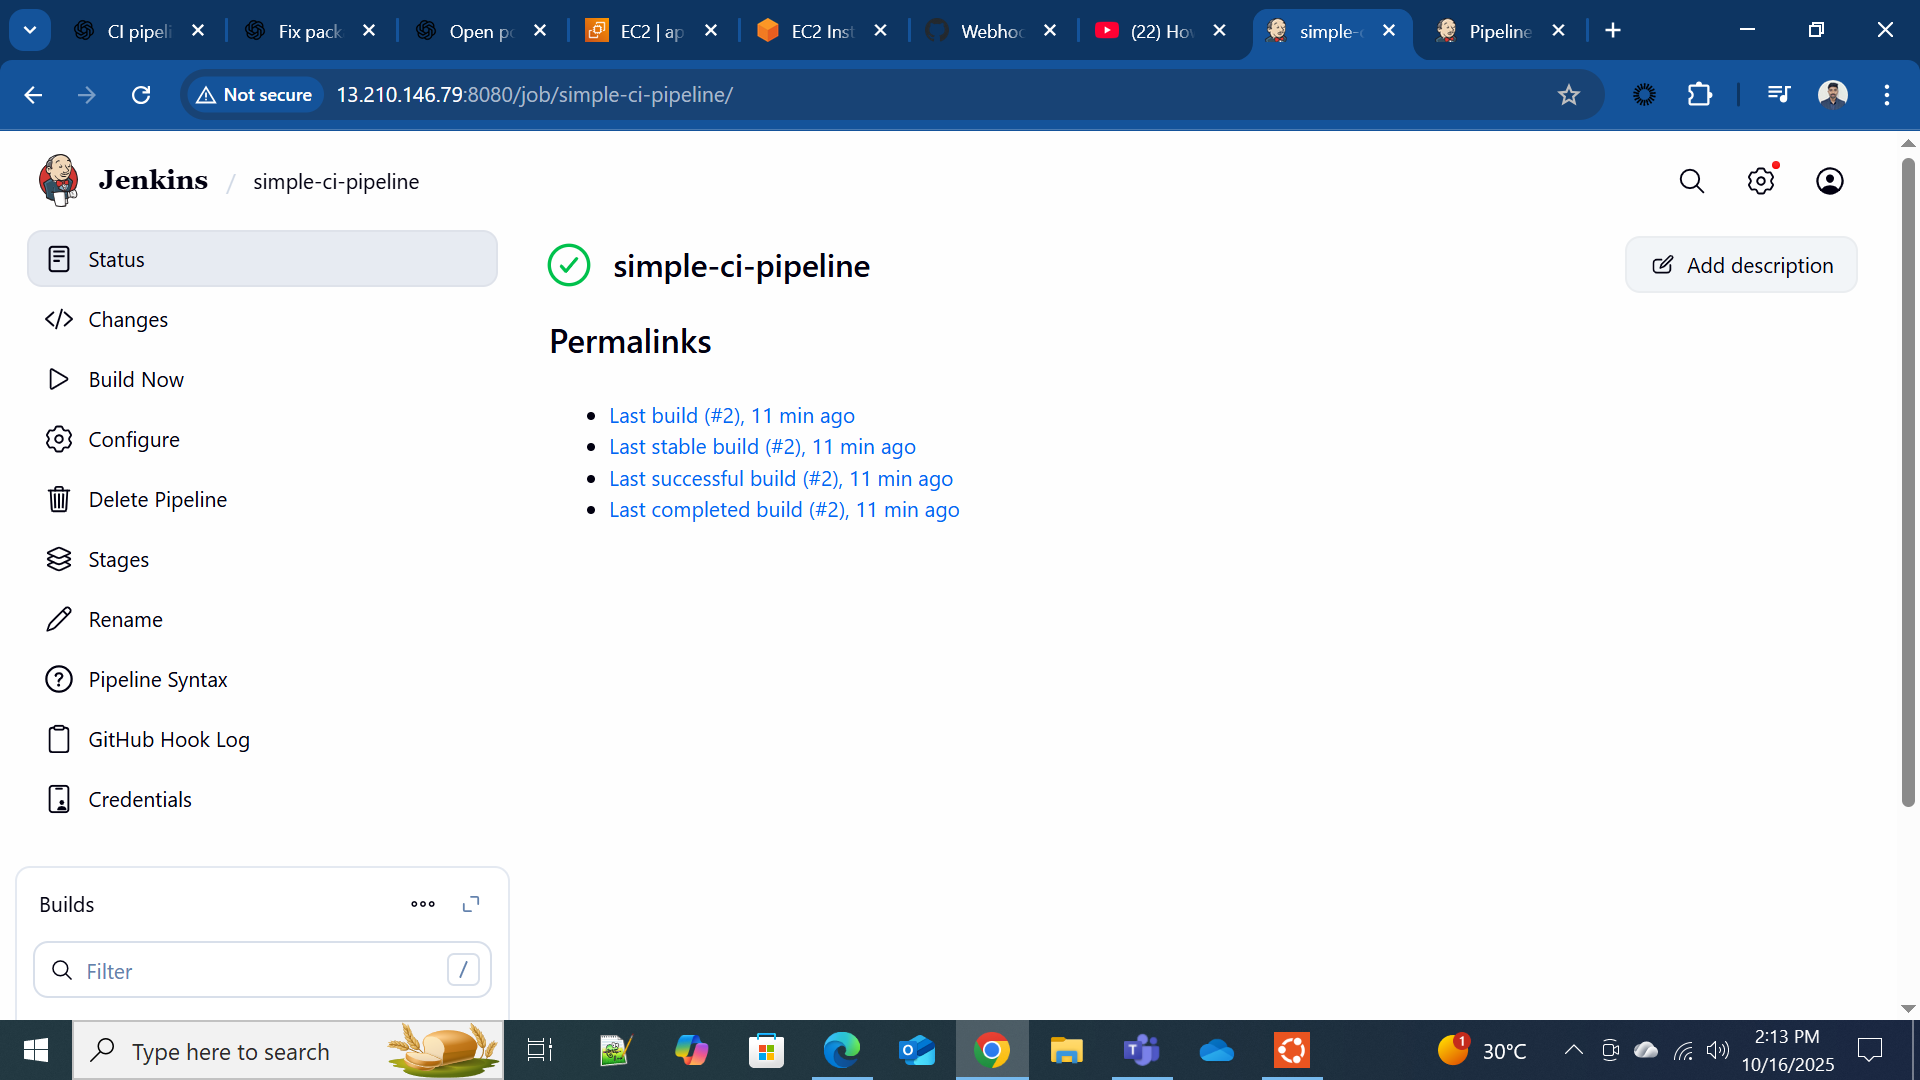 CI pipeli
Fix pack
Open po
EC2 | ap
EC2 Inst
Webhoo
(22) Hov
simple-c
Pipeline
Not secure
13.210.146.79:8080/job/simple-ci-pipeline/
Jenkins / simple-ci-pipeline
Status
Changes
Build Now
Configure
Delete Pipeline
Stages
Rename
Pipeline Syntax
GitHub Hook Log
Credentials
Builds
Filter /
simple-ci-pipeline
Add description
Permalinks
Last build (#2), 11 min ago
Last stable build (#2), 11 min ago
Last successful build (#2), 11 min ago
Last completed build (#2), 11 min ago
Type here to search
1
30°C
2:13 PM
10/16/2025